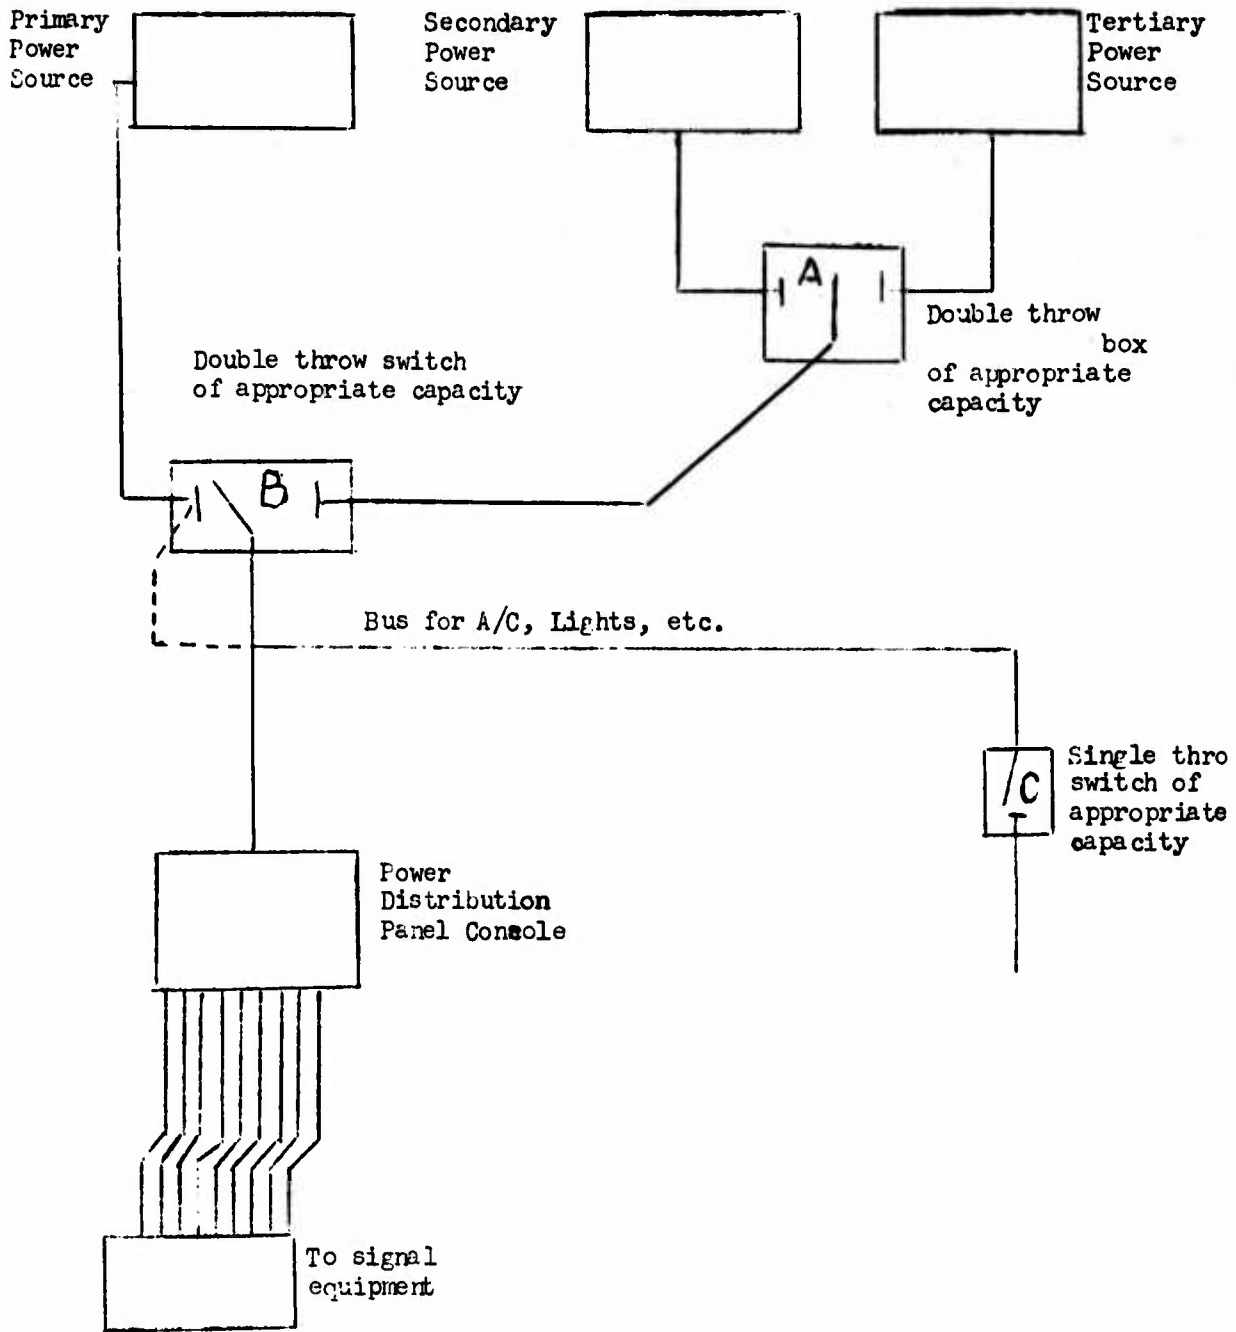 Primary
Power
Source
Secondary
Power
Source
Tertiary
Power
Source
A
Double throw
box
of appropriate
capacity
Double throw switch
of appropriate capacity
B
Bus for A/C, Lights, etc.
C
Single thro
switch of
appropriate
capacity
Power
Distribution
Panel Console
To signal
equipment